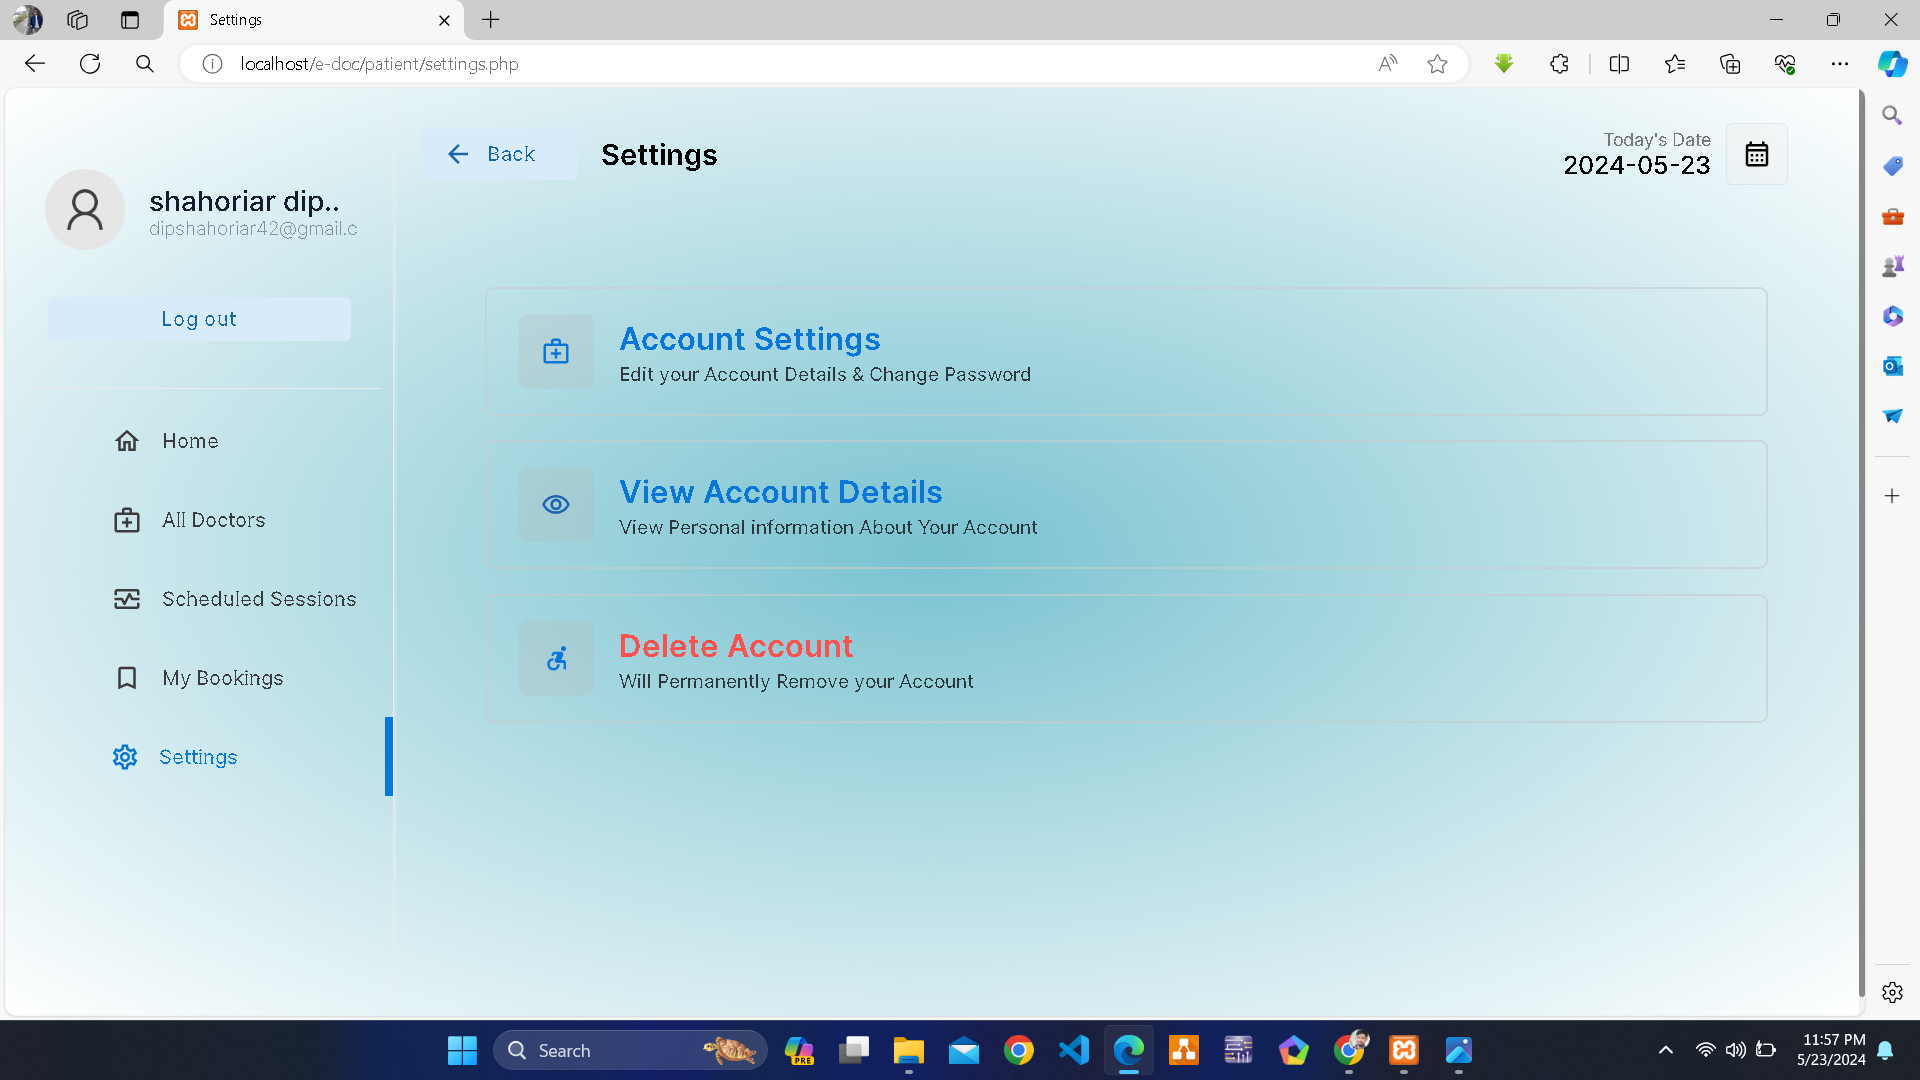 Settings
localhost/e-doc/patient/settings.php
shahoriar dip..
dipshahoriar42@gmail.c
Log out
Home
All Doctors
Scheduled Sessions
My Bookings
Settings
Back
Settings
Today's Date
2024-05-23
Account Settings
Edit your Account Details & Change Password
View Account Details
View Personal information About Your Account
Delete Account
Will Permanently Remove your Account
Search
PRE
11:57 PM
5/23/2024